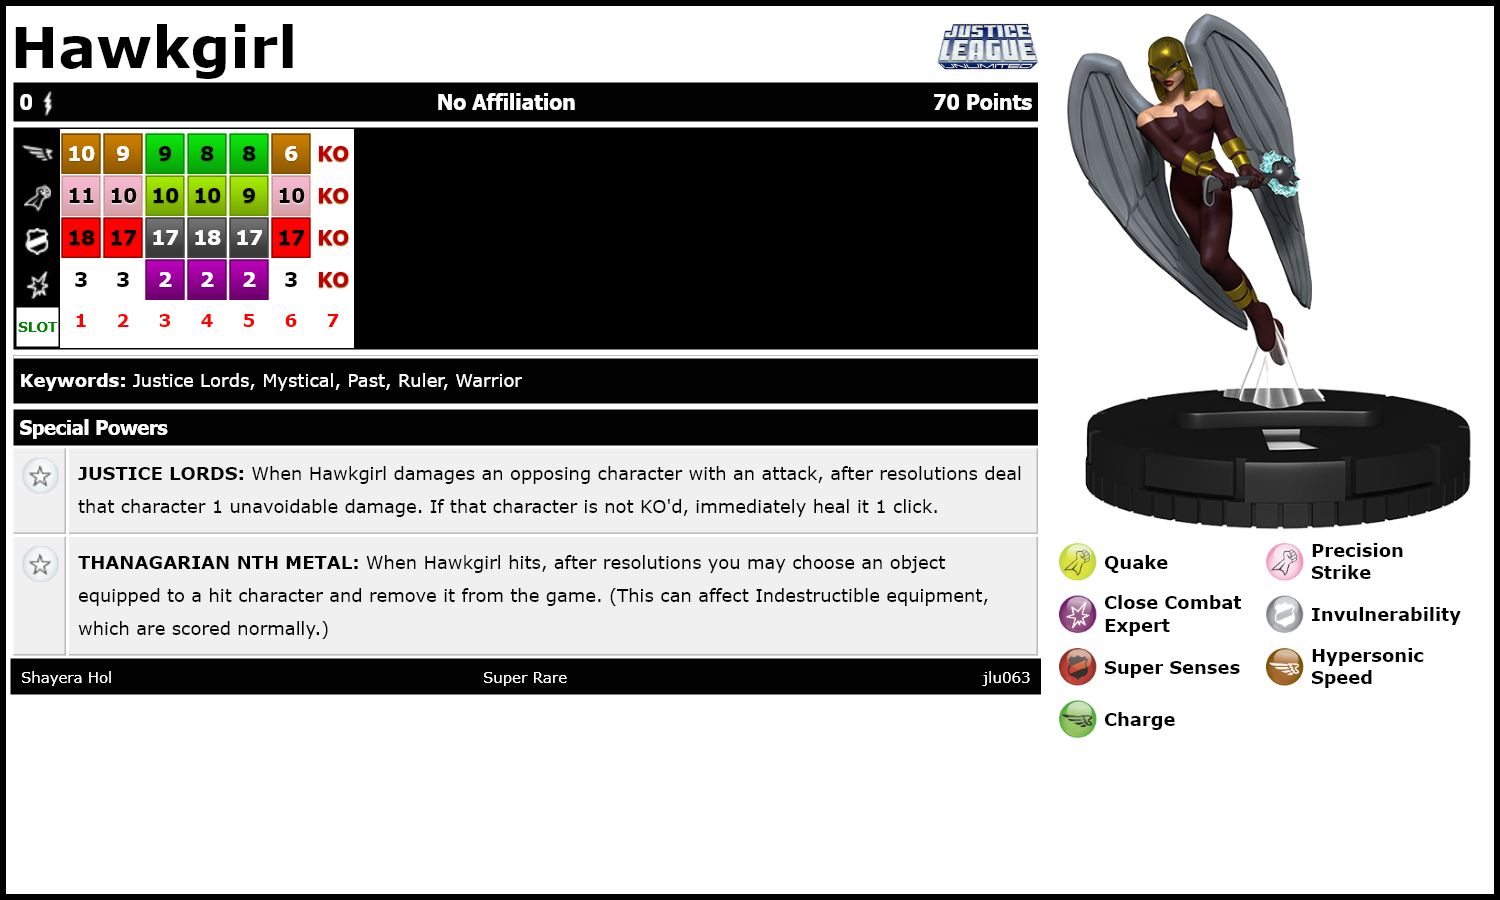 Hawkgirl
JUSTICE
LEAGUE
UNLIMITED
0 No Affiliation 70 Points
10 9 9 8 8 6 KO
11 10 10 10 9 10 KO
18 17 17 18 17 17 KO
3 3 2 2 2 3 KO
SLOT 1 2 3 4 5 6 7
Keywords: Justice Lords, Mystical, Past, Ruler, Warrior
Special Powers
JUSTICE LORDS: When Hawkgirl damages an opposing character with an attack, after resolutions deal
that character 1 unavoidable damage. If that character is not KO'd, immediately heal it 1 click.
THANAGARIAN NTH METAL: When Hawkgirl hits, after resolutions you may choose an object
equipped to a hit character and remove it from the game. (This can affect Indestructible equipment,
which are scored normally.)
Shayera Hol Super Rare jlu063
Quake
Precision
Strike
Close Combat
Expert
Invulnerability
Super Senses
Hypersonic
Speed
Charge